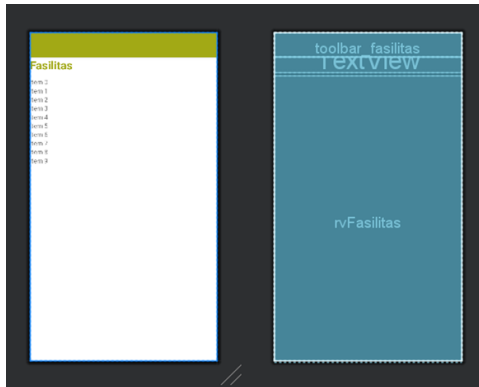 Fasilitas
Item 0
Item 1
Item 2
Item 3
Item 4
Item 5
Item 6
Item 7
Item 8
Item 9
toolbar_fasilitas
TextView
rvFasilitas